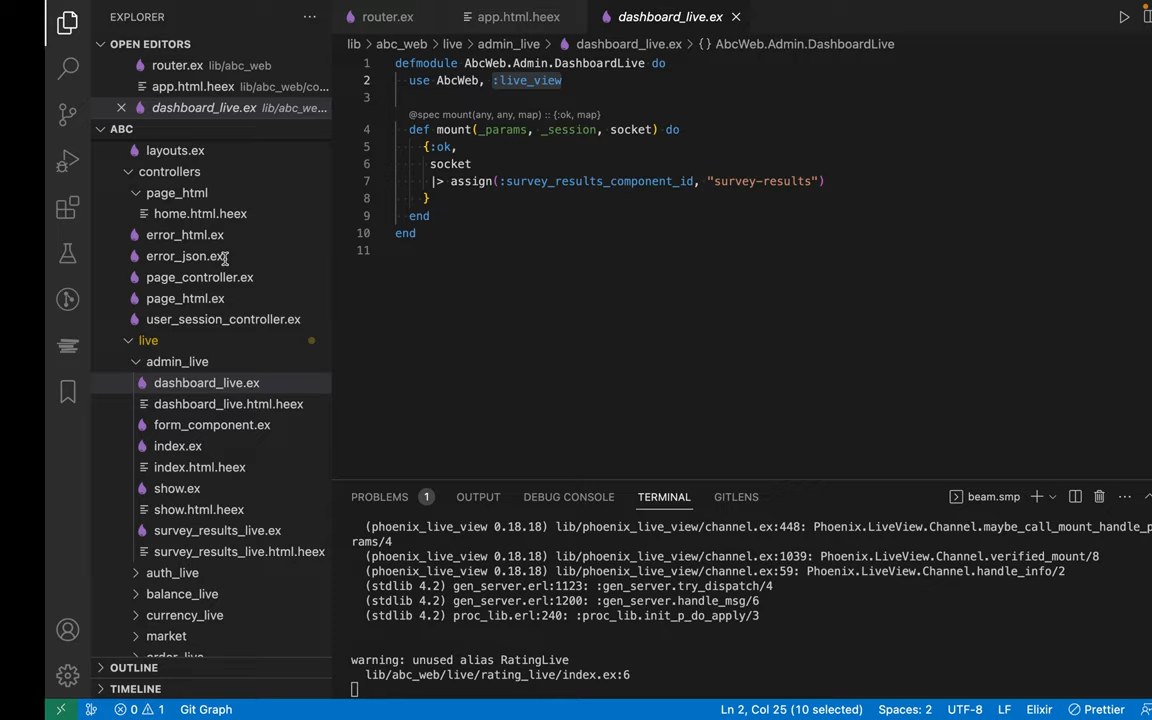 EXPLORER
OPEN EDITORS
router.ex lib/abc_web
app.html.heex lib/abc_web/co...
dashboard_live.ex lib/abc_we...
ABC
layouts.ex
controllers
page_html
home.html.heex
error_html.ex
error_json.ex
page_controller.ex
page_html.ex
user_session_controller.ex
live
admin_live
dashboard_live.ex
dashboard_live.html.heex
form_component.ex
index.ex
index.html.heex
show.ex
show.html.heex
survey_results_live.ex
survey_results_live.html.heex
auth_live
balance_live
currency_live
market
order_live
OUTLINE
TIMELINE
router.ex app.html.heex dashboard_live.ex
lib > abc_web > live > admin_live > dashboard_live.ex > {} AbcWeb.Admin.DashboardLive
1 defmodule AbcWeb.Admin.DashboardLive do
2 use AbcWeb, :live_view
3
@spec mount(any, any, map) :: {:ok, map}
4 def mount(_params, _session, socket) do
5 {:ok,
6 socket
7 |> assign(:survey_results_component_id, "survey-results")
8 }
9 end
10 end
11
PROBLEMS 1 OUTPUT DEBUG CONSOLE TERMINAL GITLENS beam.smp
(phoenix_live_view 0.18.18) lib/phoenix_live_view/channel.ex:448: Phoenix.LiveView.Channel.maybe_call_mount_handle_p
rams/4
(phoenix_live_view 0.18.18) lib/phoenix_live_view/channel.ex:1039: Phoenix.LiveView.Channel.verified_mount/8
(phoenix_live_view 0.18.18) lib/phoenix_live_view/channel.ex:59: Phoenix.LiveView.Channel.handle_info/2
(stdlib 4.2) gen_server.erl:1123: :gen_server.try_dispatch/4
(stdlib 4.2) gen_server.erl:1200: :gen_server.handle_msg/6
(stdlib 4.2) proc_lib.erl:240: :proc_lib.init_p_do_apply/3
warning: unused alias RatingLive
lib/abc_web/live/rating_live/index.ex:6
0 1 Git Graph Ln 2, Col 25 (10 selected) Spaces: 2 UTF-8 LF Elixir Prettier